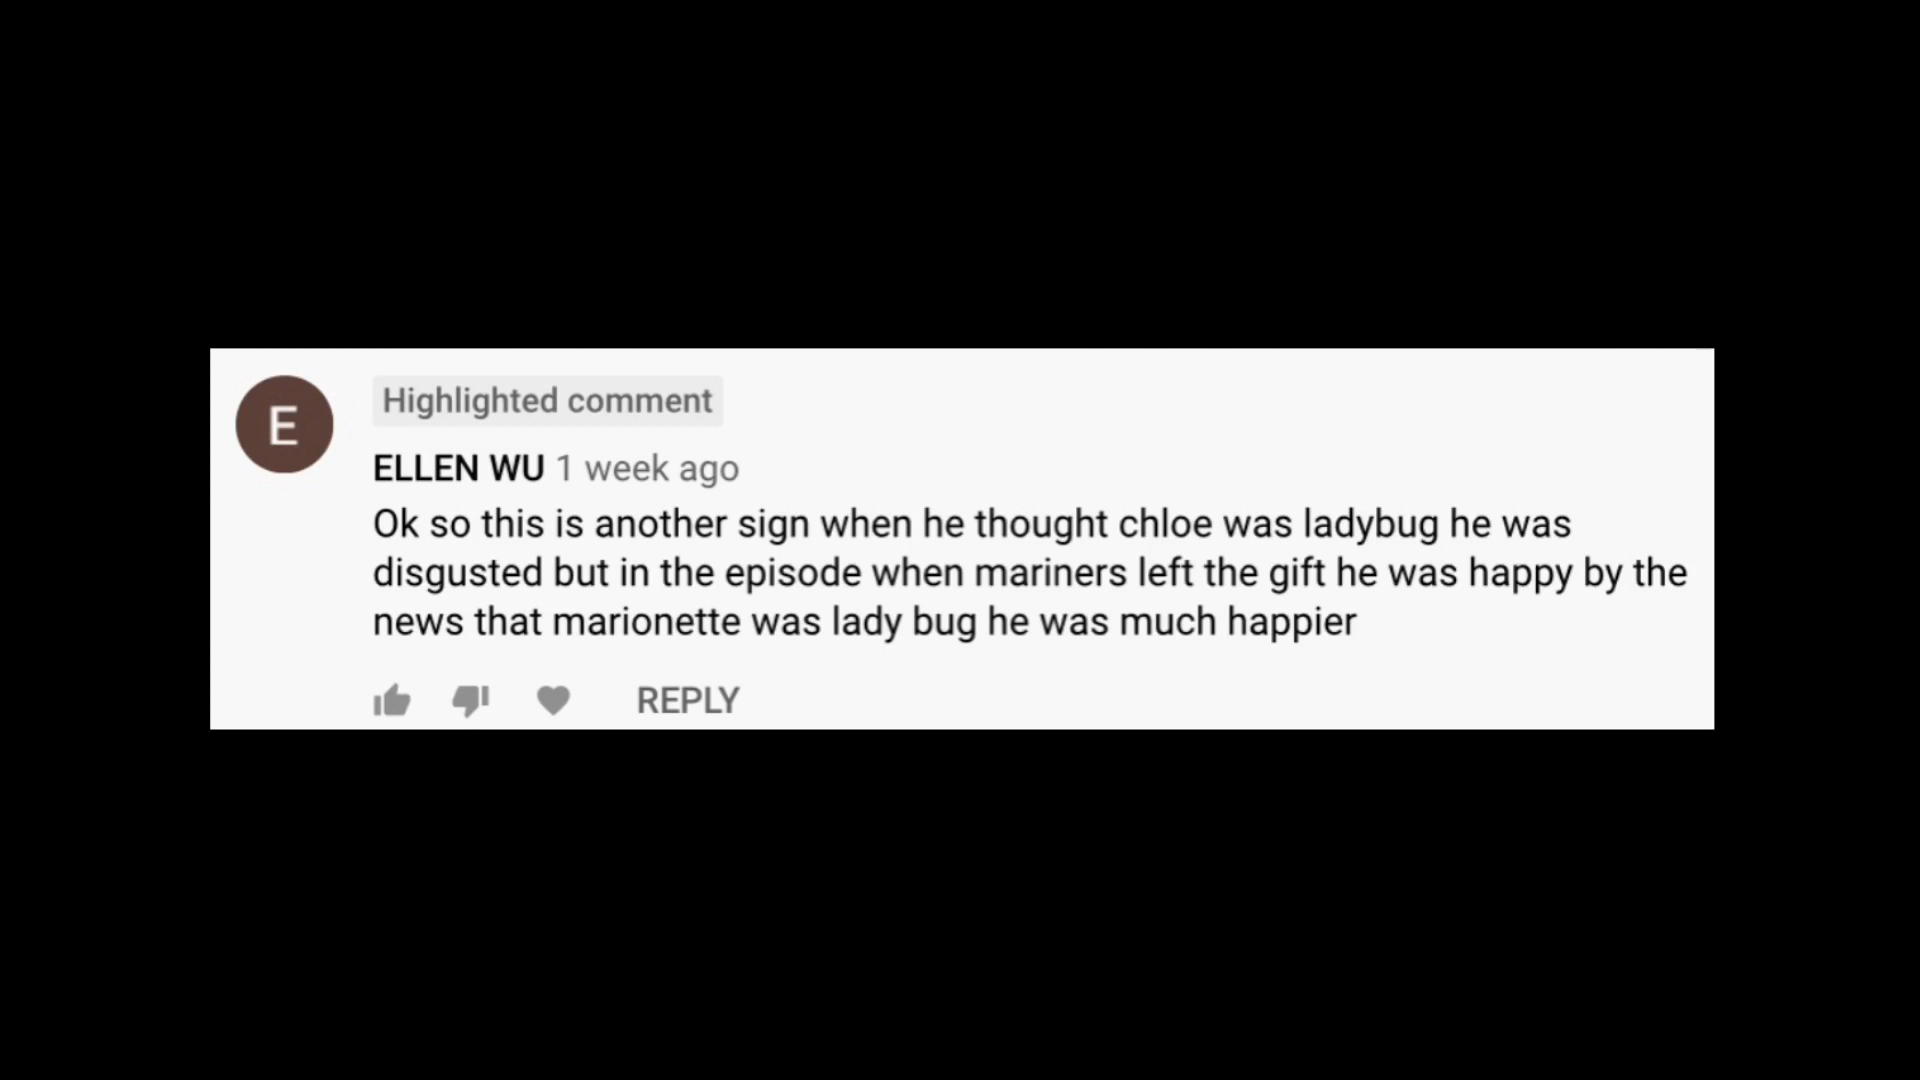 E
Highlighted comment
ELLEN WU 1 week ago
Ok so this is another sign when he thought chloe was ladybug he was
disgusted but in the episode when mariners left the gift he was happy by the
news that marionette was lady bug he was much happier
REPLY